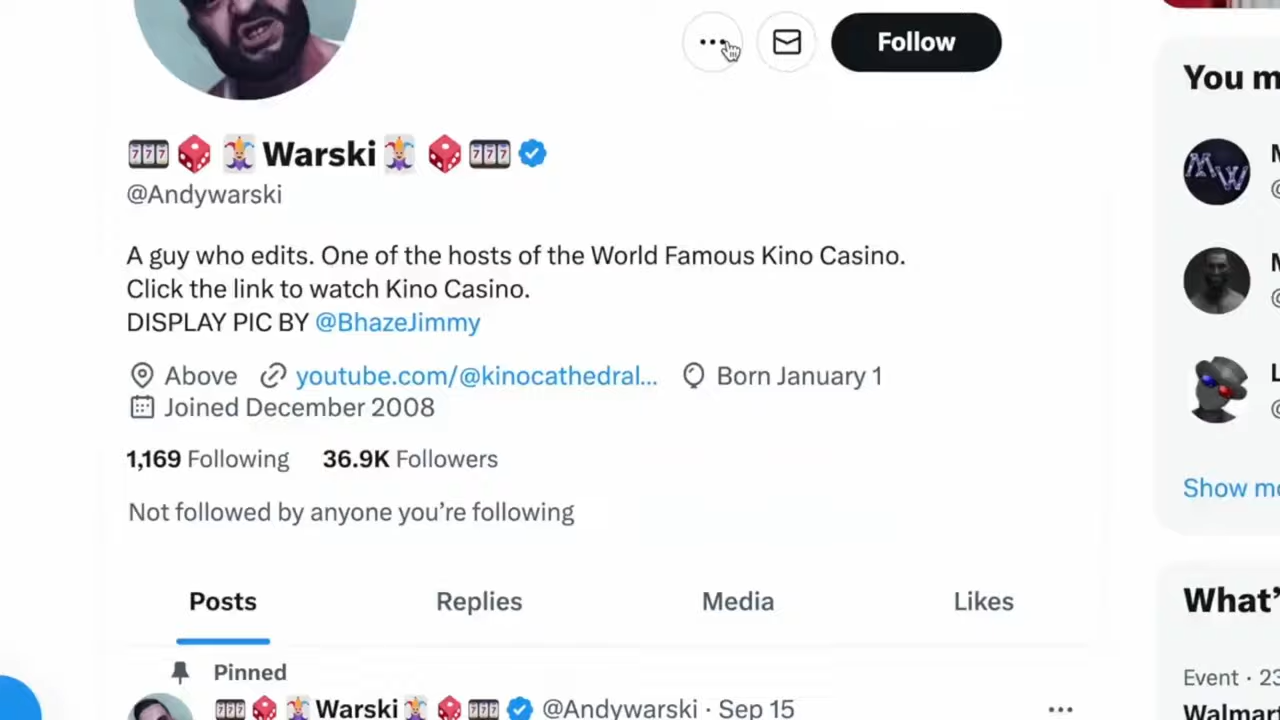 Follow
Warski
@Andywarski
A guy who edits. One of the hosts of the World Famous Kino Casino.
Click the link to watch Kino Casino.
DISPLAY PIC BY @BhazeJimmy
Above youtube.com/@kinocathedral... Born January 1
Joined December 2008
1,169 Following 36.9K Followers
Not followed by anyone you’re following
Posts Replies Media Likes
Pinned
Warski @Andywarski · Sep 15
You m
MW
M
@
M
@
L
@
Show mo
What’
Event · 23
Walmart